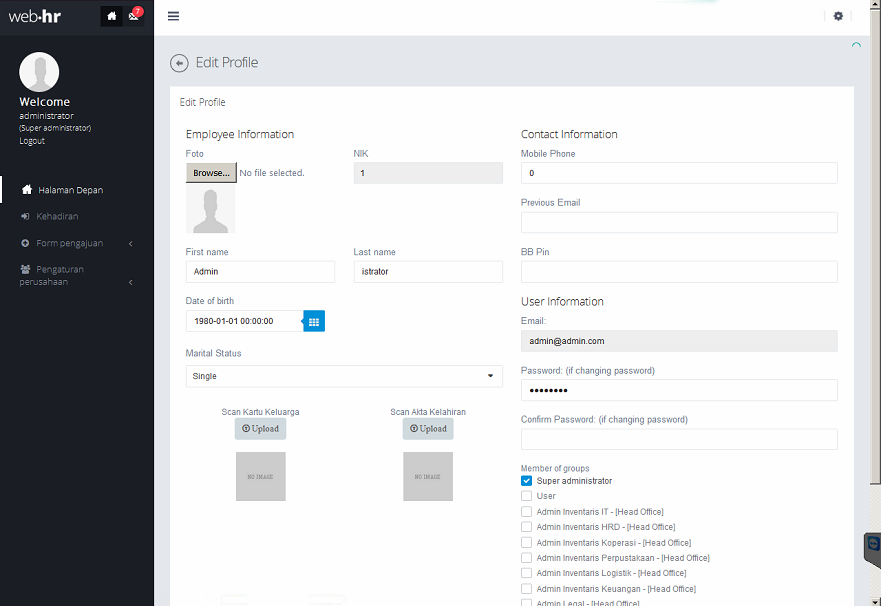 web·hr
7
Welcome
administrator
(Super administrator)
Logout
Halaman Depan
Kehadiran
Form pengajuan
Pengaturan
perusahaan
Edit Profile
Edit Profile
Employee Information
Foto
Browse...
No file selected.
NIK
1
First name
Admin
Last name
istrator
Date of birth
1980-01-01 00:00:00
Marital Status
Single
Scan Kartu Keluarga
Upload
NO IMAGE
Scan Akta Kelahiran
Upload
NO IMAGE
Contact Information
Mobile Phone
0
Previous Email
BB Pin
User Information
Email:
admin@admin.com
Password: (if changing password)
••••••••
Confirm Password: (if changing password)
Member of groups
Super administrator
User
Admin Inventaris IT - [Head Office]
Admin Inventaris HRD - [Head Office]
Admin Inventaris Koperasi - [Head Office]
Admin Inventaris Perpustakaan - [Head Office]
Admin Inventaris Logistik - [Head Office]
Admin Inventaris Keuangan - [Head Office]
Admin Legal - [Head Office]